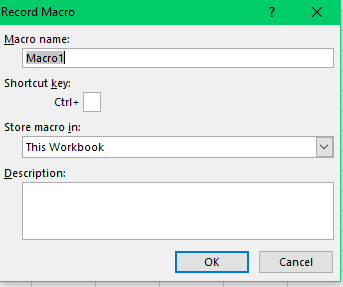 Record Macro ?
Macro name:
Macro1
Shortcut key:
Ctrl+
Store macro in:
This Workbook
Description:
OK Cancel